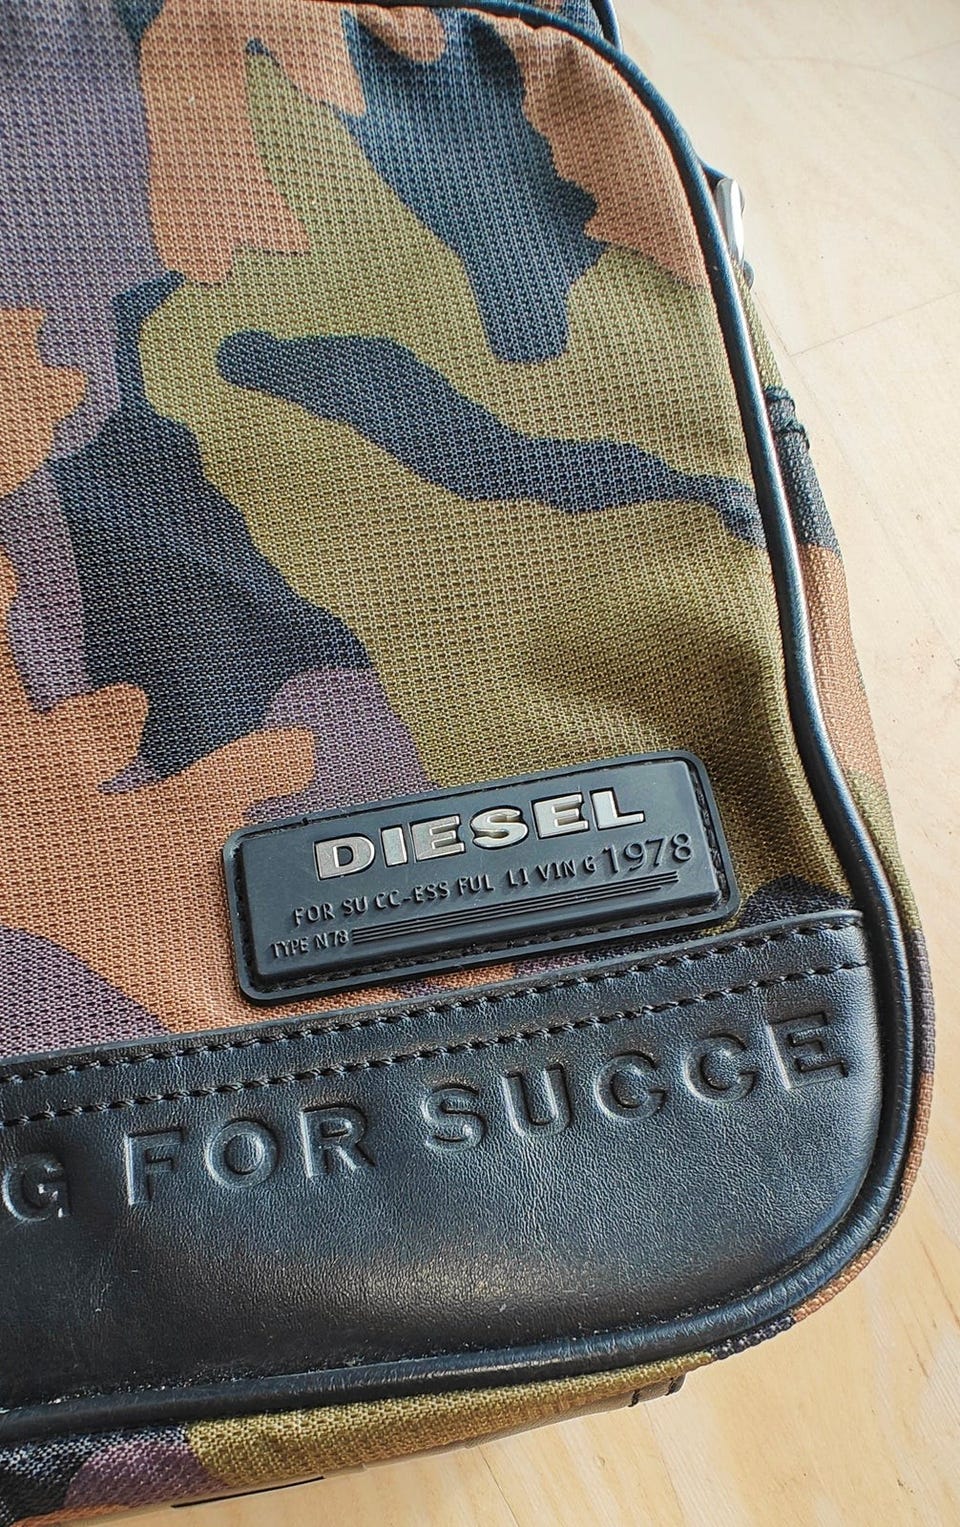 DIESEL
FOR SU CC-ESS FUL LI VIN G 1978
TYPE N78
G FOR SUCCE